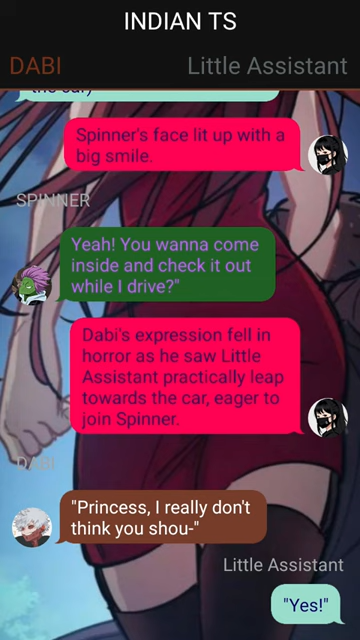 INDIAN TS
DABI
Little Assistant
Spinner's face lit up with a
big smile.
SPINNER
Yeah! You wanna come
inside and check it out
while I drive?"
Dabi's expression fell in
horror as he saw Little
Assistant practically leap
towards the car, eager to
join Spinner.
DABI
"Princess, I really don't
think you shou-"
Little Assistant
"Yes!"